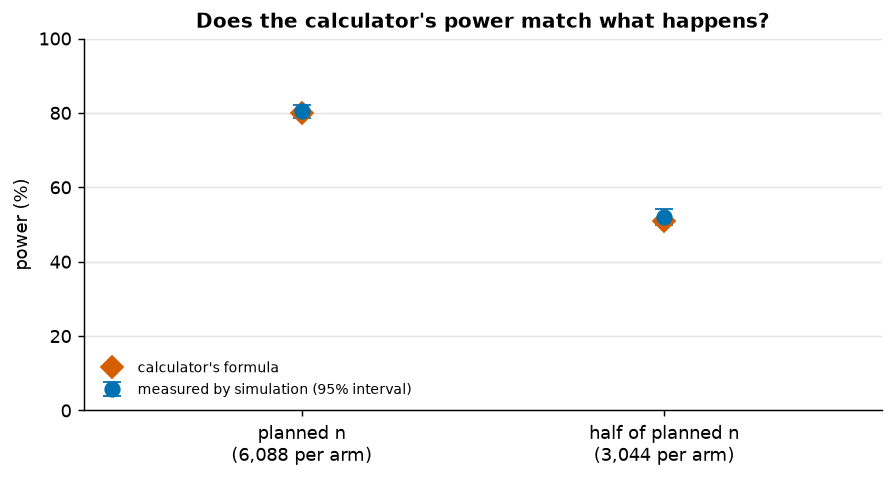 Does the calculator's power match what happens?
power (%)
100
80
60
40
20
0
calculator's formula
measured by simulation (95% interval)
planned n
(6,088 per arm)
half of planned n
(3,044 per arm)